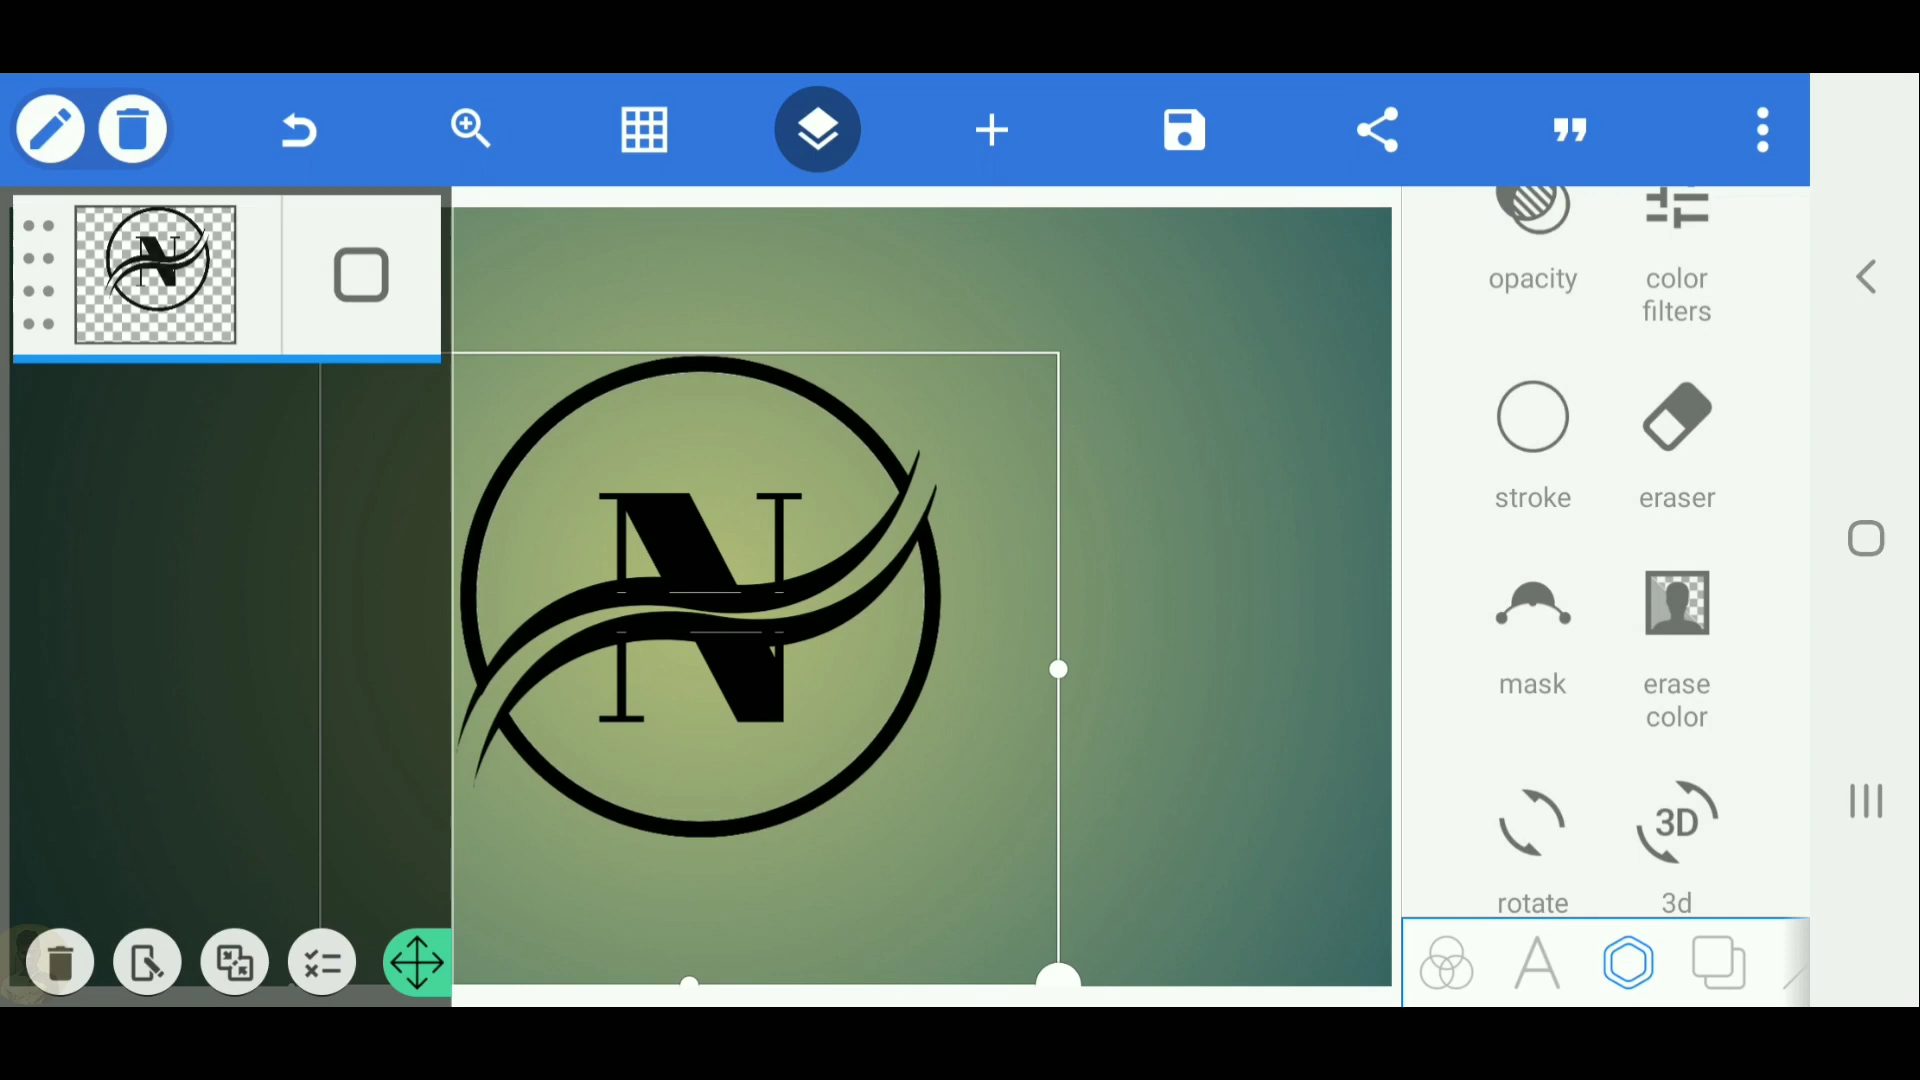 opacity
color
filters
N
stroke
eraser
mask
erase
color
3D
rotate
3d
A